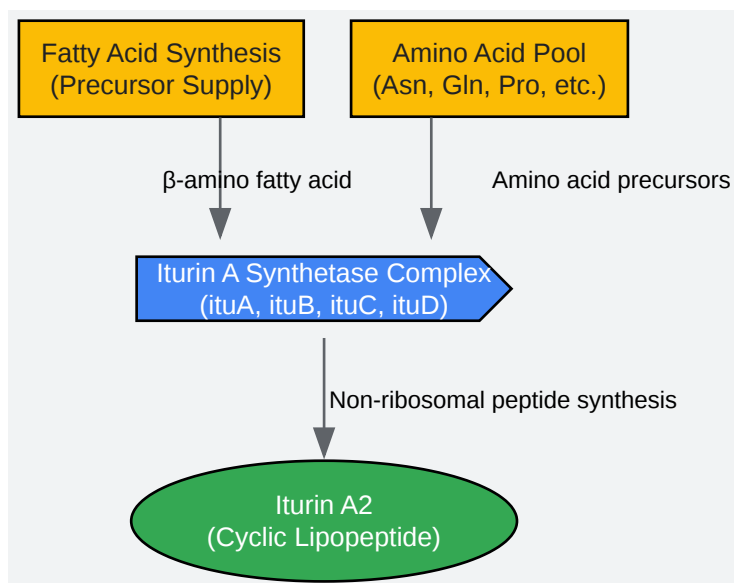 Fatty Acid Synthesis
(Precursor Supply)
Amino Acid Pool
(Asn, Gln, Pro, etc.)
β-amino fatty acid
Amino acid precursors
Iturin A Synthetase Complex
(ituA, ituB, ituC, ituD)
Non-ribosomal peptide synthesis
Iturin A2
(Cyclic Lipopeptide)